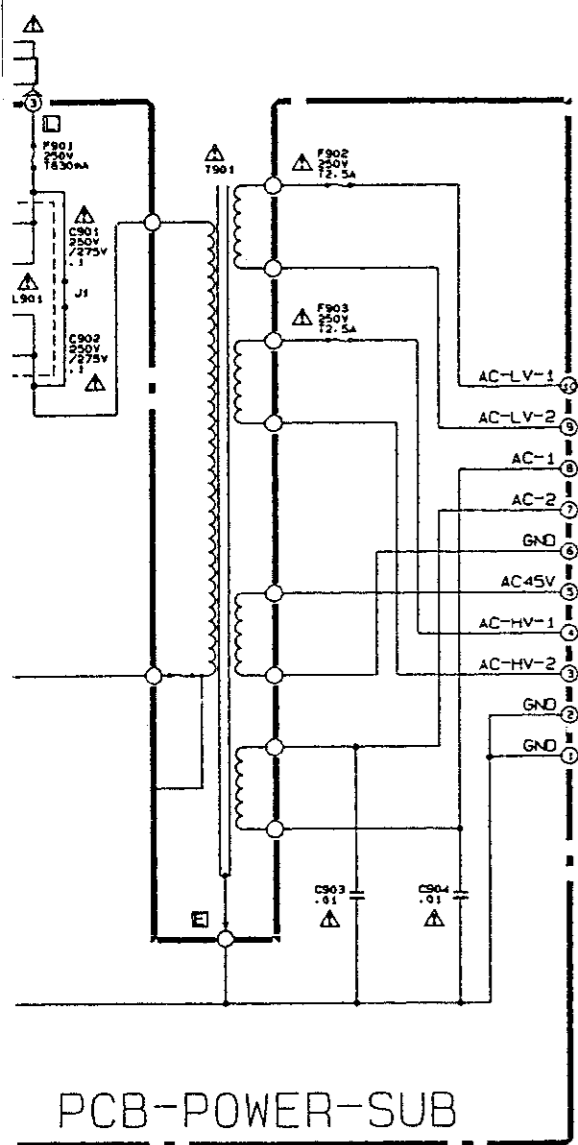 3
L
F901
250V
T630mA
C901
250V
/275V
.1
L901
J1
C902
250V
/275V
.1
T901
F902
250V
T2.5A
F903
250V
T2.5A
AC-LV-1
10
AC-LV-2
9
AC-1
8
AC-2
7
GND
6
AC45V
5
AC-HV-1
4
AC-HV-2
3
GND
2
GND
1
C903
.01
C904
.01
E
PCB-POWER-SUB